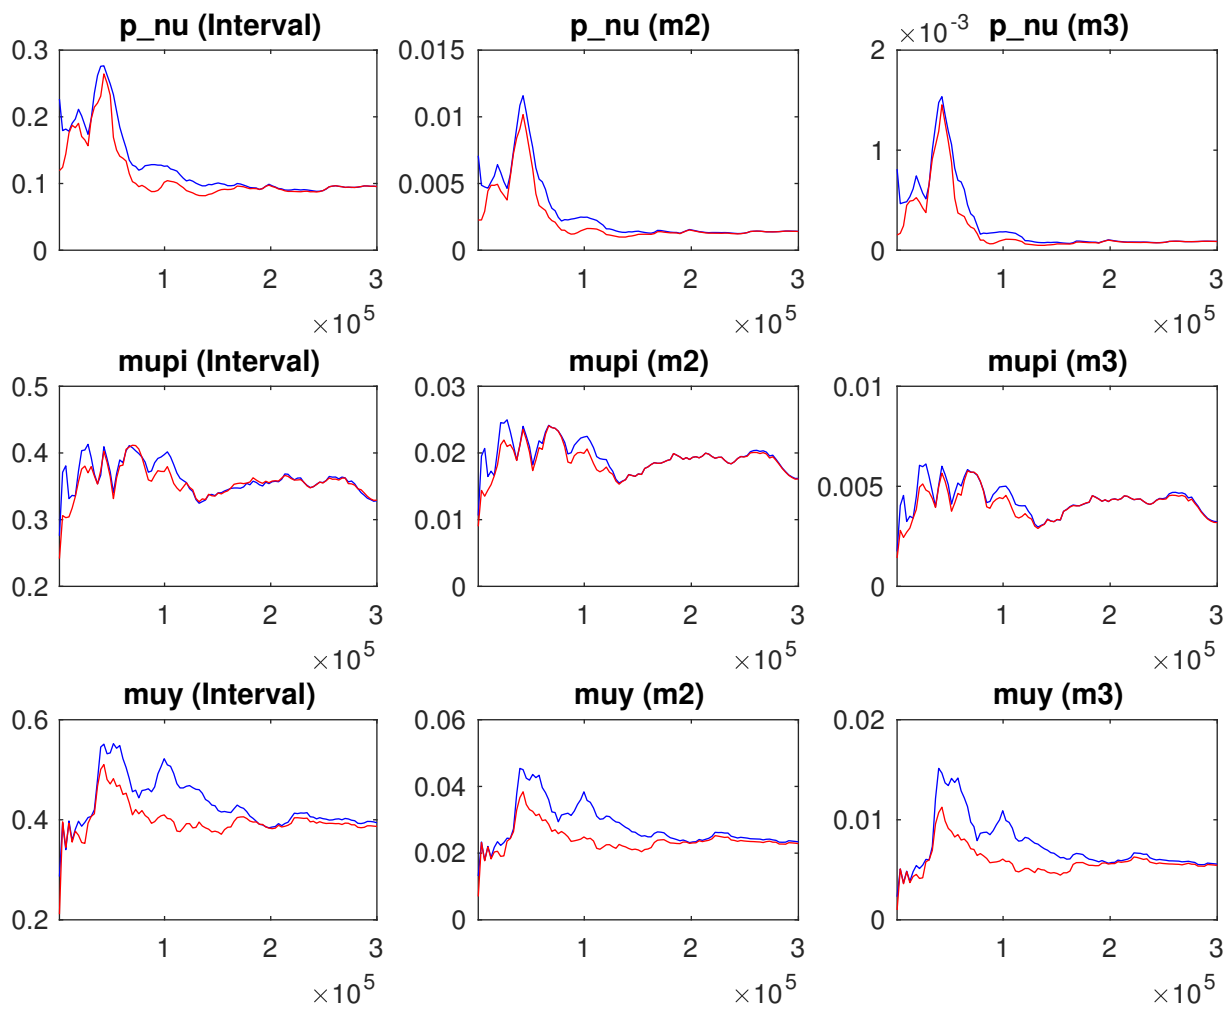 p_nu (Interval)
0.3
0.2
0.1
0
1 2 3
×10^5
p_nu (m2)
0.015
0.01
0.005
0
1 2 3
×10^5
×10^-3 p_nu (m3)
2
1
0
1 2 3
×10^5
mupi (Interval)
0.5
0.4
0.3
0.2
1 2 3
×10^5
mupi (m2)
0.03
0.02
0.01
0
1 2 3
×10^5
mupi (m3)
0.01
0.005
0
1 2 3
×10^5
muy (Interval)
0.6
0.4
0.2
1 2 3
×10^5
muy (m2)
0.06
0.04
0.02
0
1 2 3
×10^5
muy (m3)
0.02
0.01
0
1 2 3
×10^5